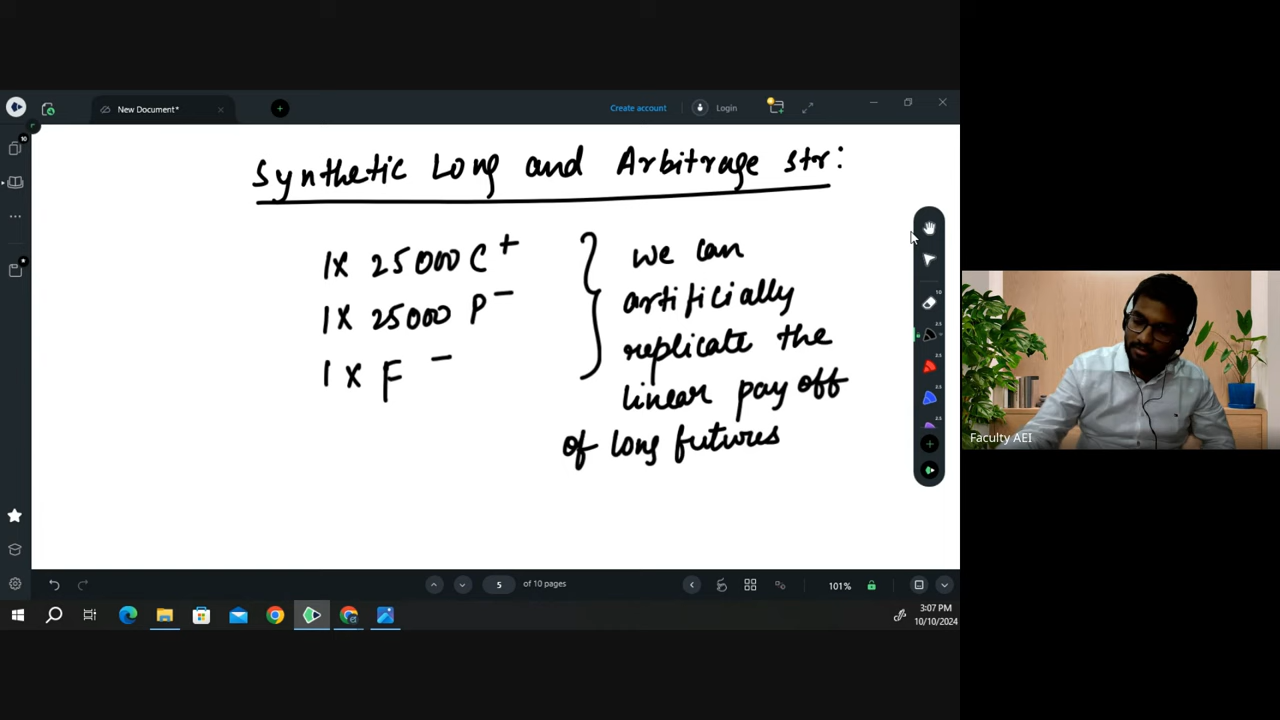 New Document*
Create account
Login
Synthetic Long and Arbitrage str:
1x 25000 C +
1x 25000 P -
1x F -
we can
artificially
replicate the
linear pay off
of long futures
Faculty AEI
5 of 10 pages
101%
3:07 PM
10/10/2024